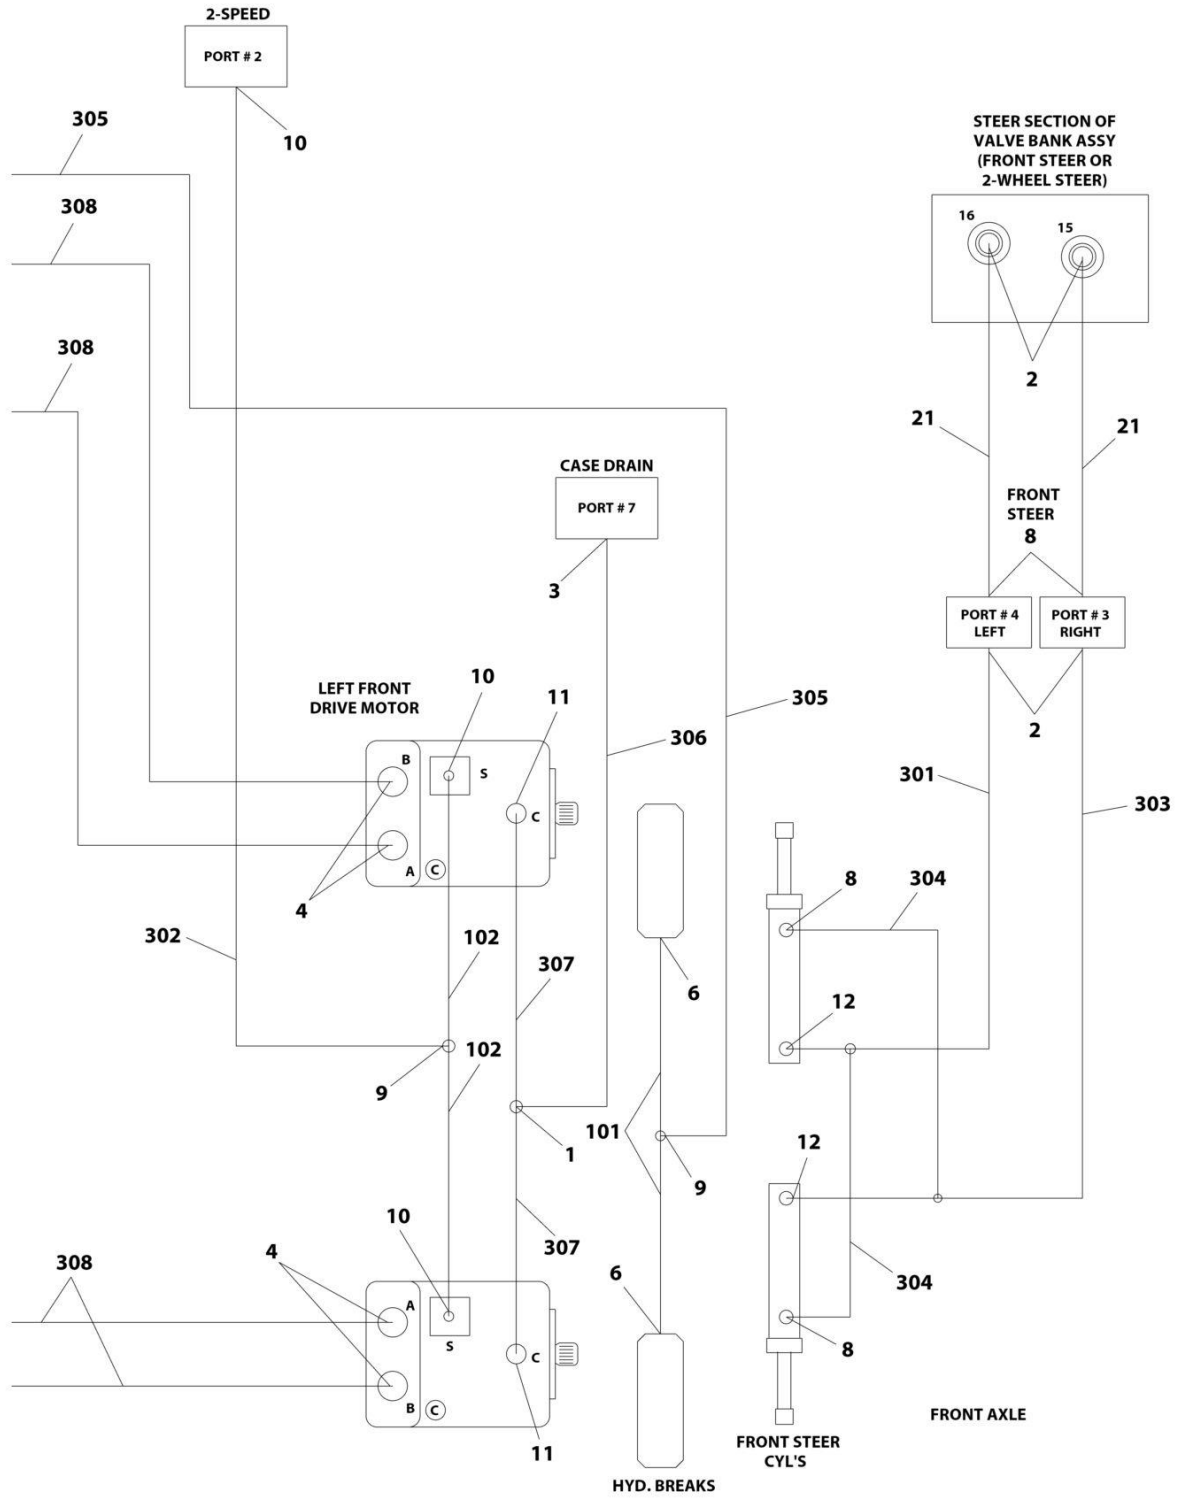 2-SPEED
PORT # 2
10
305
308
308
STEER SECTION OF
VALVE BANK ASSY
(FRONT STEER OR
2-WHEEL STEER)
16
15
2
21
21
CASE DRAIN
PORT # 7
3
FRONT
STEER
8
PORT # 4
LEFT
PORT # 3
RIGHT
2
LEFT FRONT
DRIVE MOTOR
10
11
305
306
301
303
B
S
C
A
C
4
302
102
307
6
8
304
12
9
102
1
101
9
12
10
307
308
4
6
304
A
S
C
B
C
11
8
FRONT AXLE
FRONT STEER
CYL'S
HYD. BREAKS